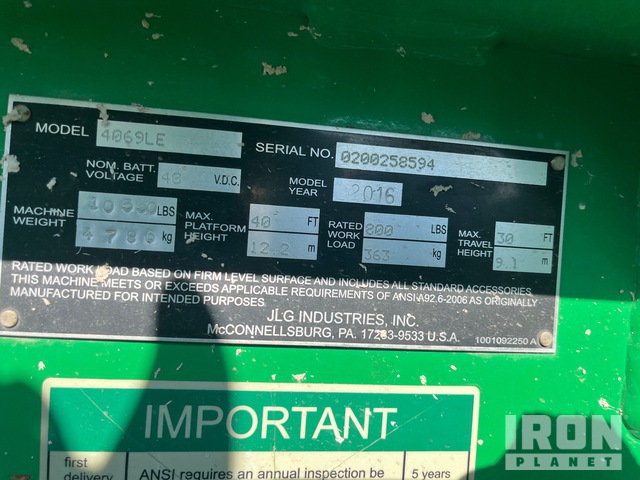 MODEL 4069LE
SERIAL NO. 0200258594
NOM. BATT. VOLTAGE 48 V.D.C.
MODEL YEAR 2016
MACHINE WEIGHT LBS
kg
MAX. PLATFORM HEIGHT 40 FT
12.2 m
RATED WORK LOAD 800 LBS
363 kg
MAX. TRAVEL HEIGHT 30 FT
9.1 m
RATED WORK LOAD BASED ON FIRM LEVEL SURFACE AND INCLUDES ALL STANDARD ACCESSORIES.
THIS MACHINE MEETS OR EXCEEDS APPLICABLE REQUIREMENTS OF ANSI/A92.6-2006 AS ORIGINALLY
MANUFACTURED FOR INTENDED PURPOSES.
JLG INDUSTRIES, INC.
McCONNELLSBURG, PA. 17233-9533 U.S.A.
1001092250 A
IMPORTANT
first delivery
ANSI requires an annual inspection be
5 years
IRON
PLANET